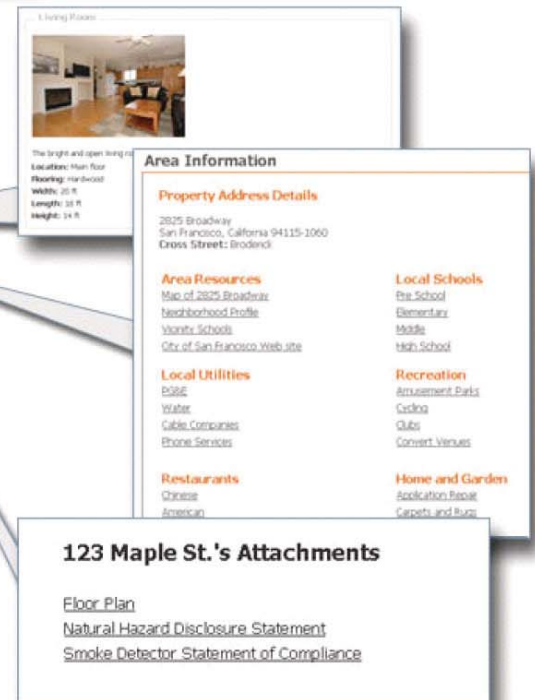 Living Room
The bright and open living ro
Location: Main floor
Flooring: Hardwood
Width: 20 ft
Length: 18 ft
Height: 14 ft
Area Information
Property Address Details
2825 Broadway
San Francisco, California 94115-1060
Cross Street: Broderick
Area Resources
Map of 2825 Broadway
Neighborhood Profile
Vicinity Schools
City of San Francisco Web site
Local Schools
Pre School
Elementary
Middle
High School
Local Utilities
PG&E
Water
Cable Companies
Phone Services
Recreation
Amusement Parks
Cycling
Clubs
Convert Venues
Restaurants
Chinese
American
Home and Garden
Application Repair
Carpets and Rugs
123 Maple St.'s Attachments
Floor Plan
Natural Hazard Disclosure Statement
Smoke Detector Statement of Compliance